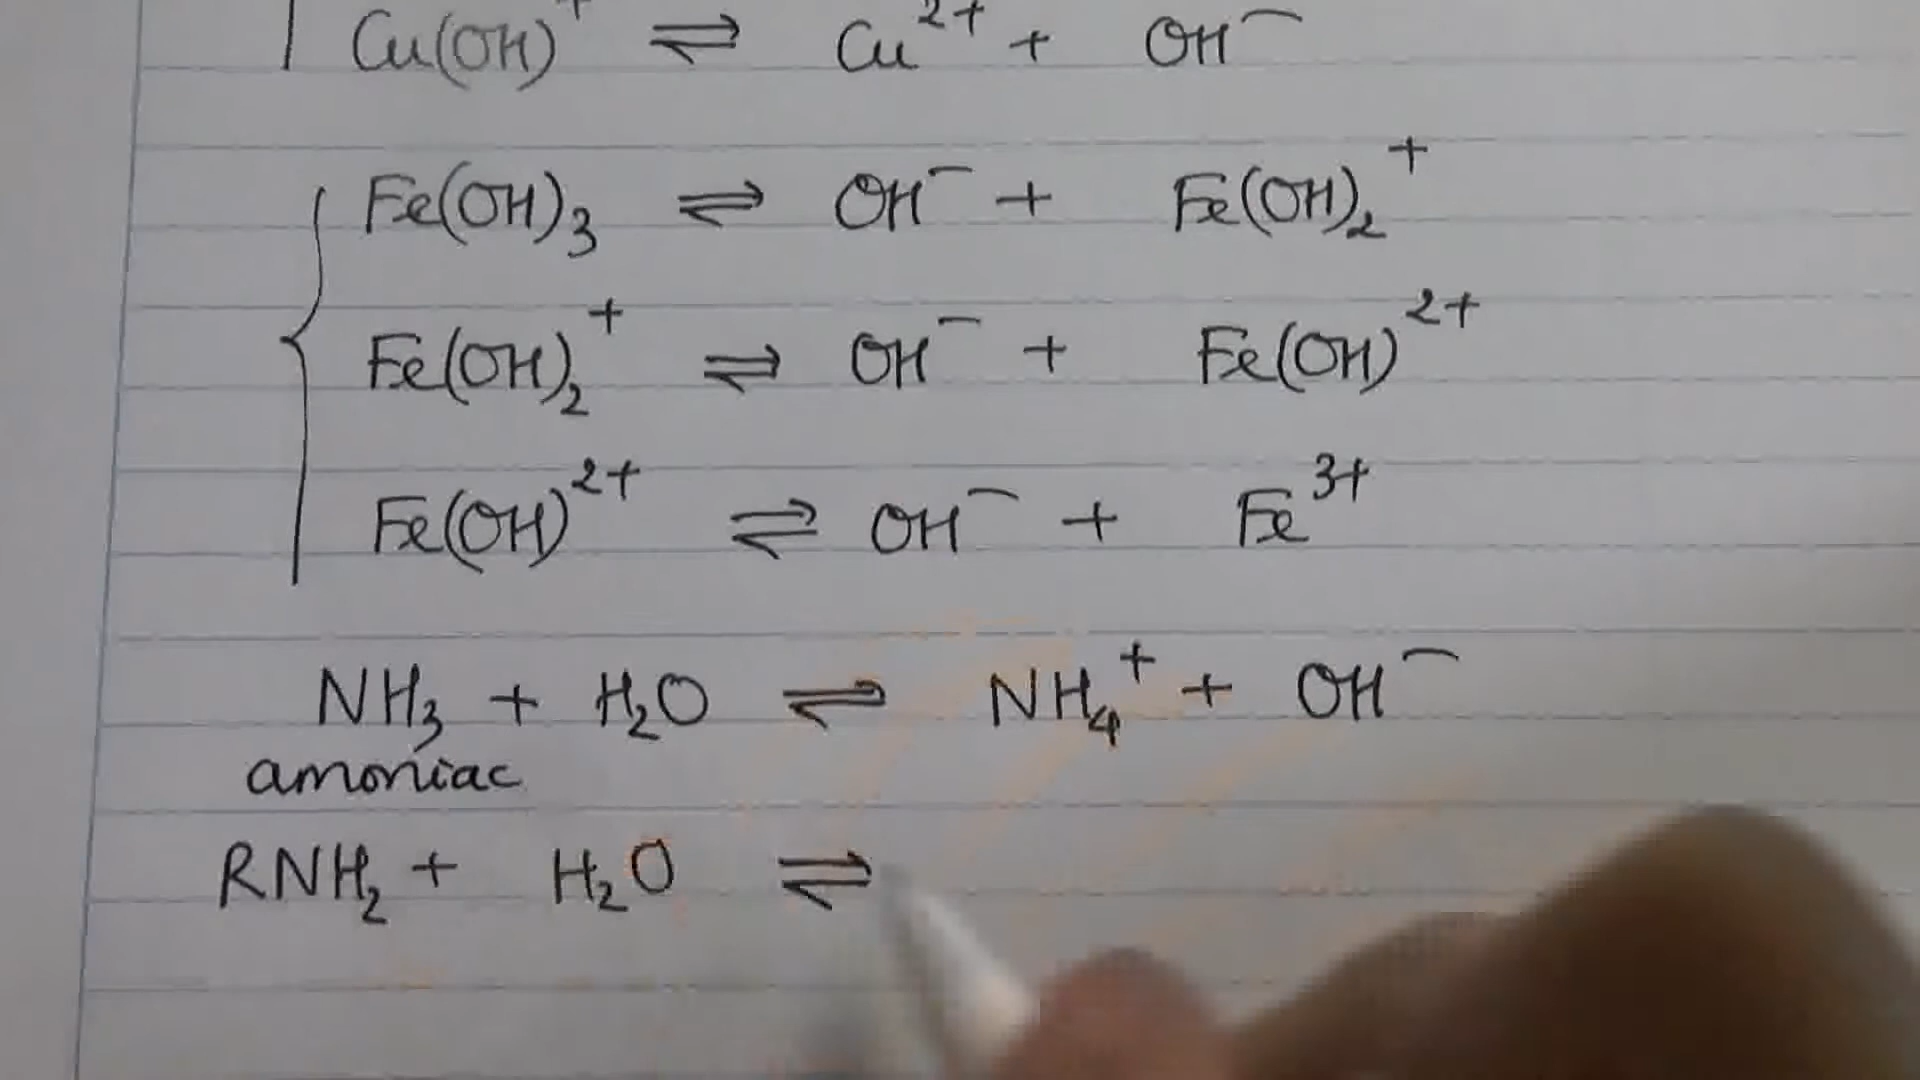 Cu(OH)⁺ ⇌ Cu²⁺ + OH⁻
Fe(OH)₃ ⇌ OH⁻ + Fe(OH)₂⁺
Fe(OH)₂⁺ ⇌ OH⁻ + Fe(OH)²⁺
Fe(OH)²⁺ ⇌ OH⁻ + Fe³⁺
NH₃ + H₂O ⇌ NH₄⁺ + OH⁻
amoniac
RNH₂ + H₂O ⇌